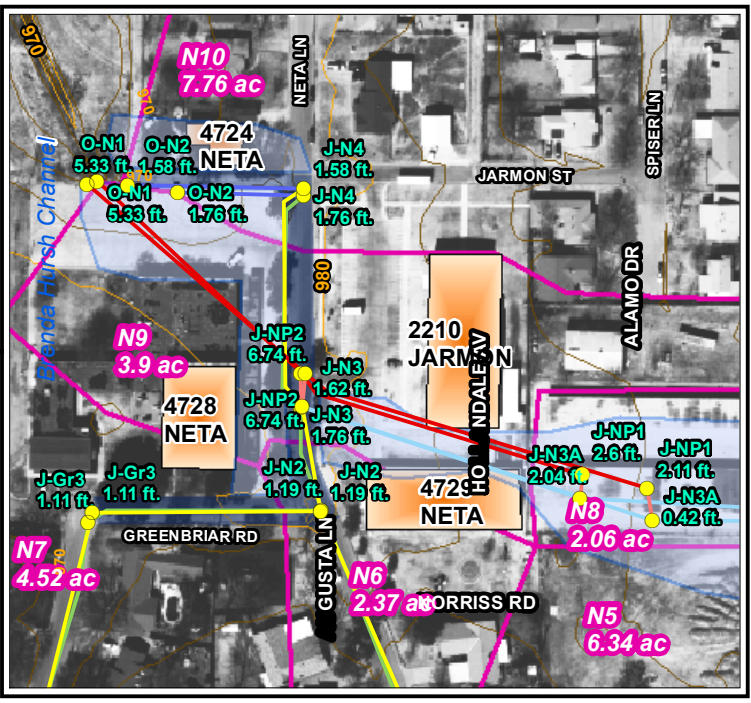 970
N10
7.76 ac
NETA LN
970
SPISER LN
4724
NETA
O-N1
5.33 ft.
O-N2
1.58 ft.
J-N4
1.58 ft.
970
O-N1
5.33 ft.
O-N2
1.76 ft.
J-N4
1.76 ft.
JARMON ST
Brenda Hursh Channel
980
ALAMO DR
N9
3.9 ac
J-NP2
6.74 ft.
J-N3
1.62 ft.
2210
JARMON
HOLLANDALE AV
4728
NETA
J-NP2
6.74 ft.
J-N3
1.76 ft.
J-NP1
2.6 ft.
J-NP1
2.11 ft.
J-N3A
2.04 ft.
J-N3A
0.42 ft.
J-Gr3
1.11 ft.
J-Gr3
1.11 ft.
J-N2
1.19 ft.
J-N2
1.19 ft.
4729
NETA
N8
2.06 ac
GREENBRIAR RD
GUSTA LN
N7
4.52 ac
970
N6
2.37 ac
NORRISS RD
N5
6.34 ac